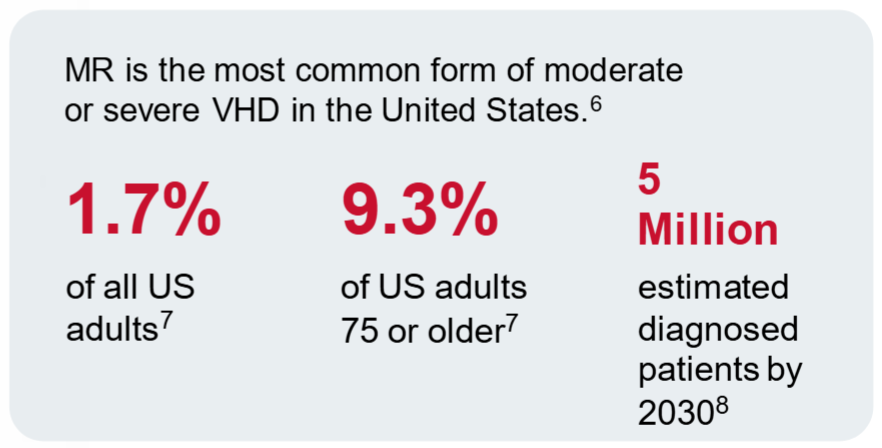 MR is the most common form of moderate
or severe VHD in the United States.⁶
1.7%
of all US
adults⁷
9.3%
of US adults
75 or older⁷
5
Million
estimated
diagnosed
patients by
2030⁸